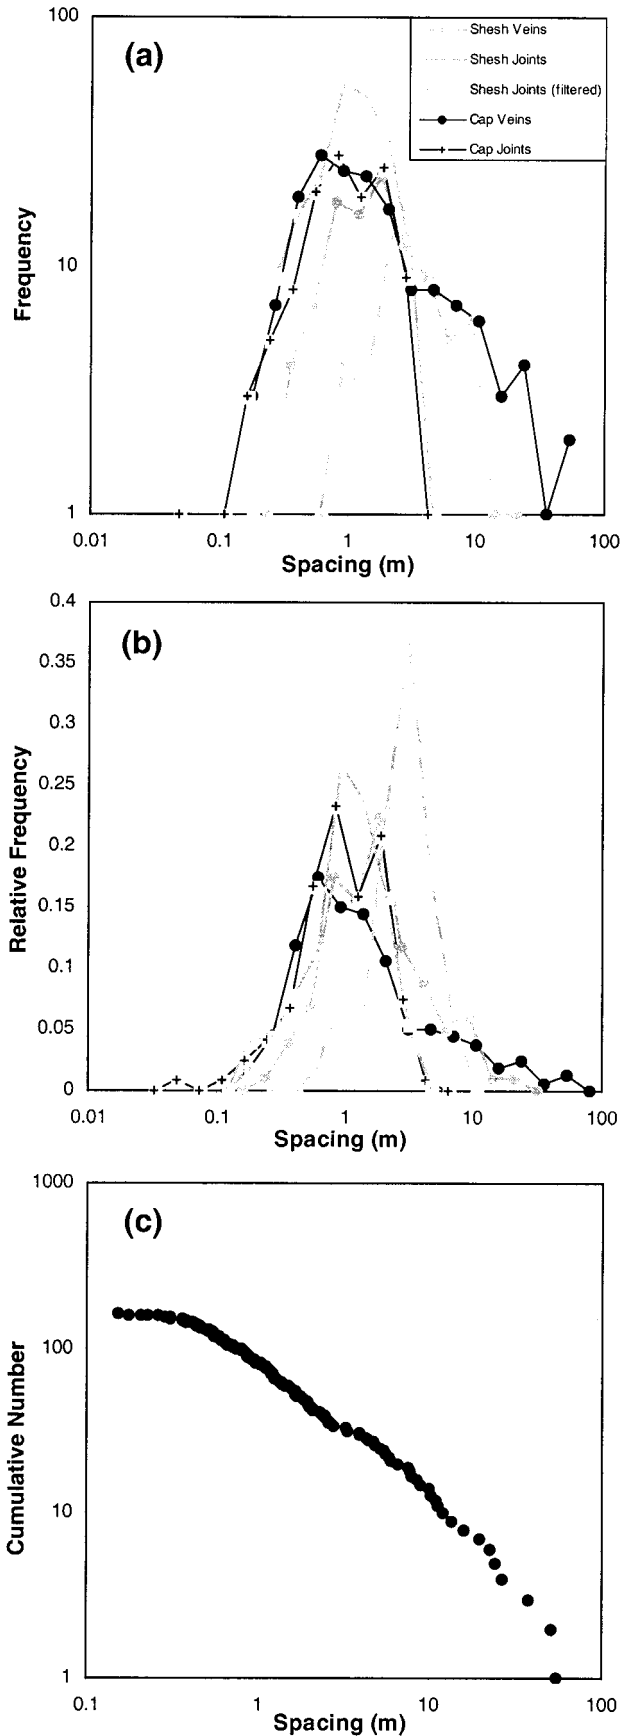 100
(a)
Shesh Veins
Shesh Joints
Shesh Joints (filtered)
Cap Veins
Cap Joints
10
Frequency
1
0.01
0.1
1
10
100
Spacing (m)
0.4
(b)
0.35
0.3
0.25
0.2
0.15
0.1
0.05
0
Relative Frequency
0.01
0.1
1
10
100
Spacing (m)
1000
(c)
100
10
1
Cumulative Number
0.1
1
10
100
Spacing (m)